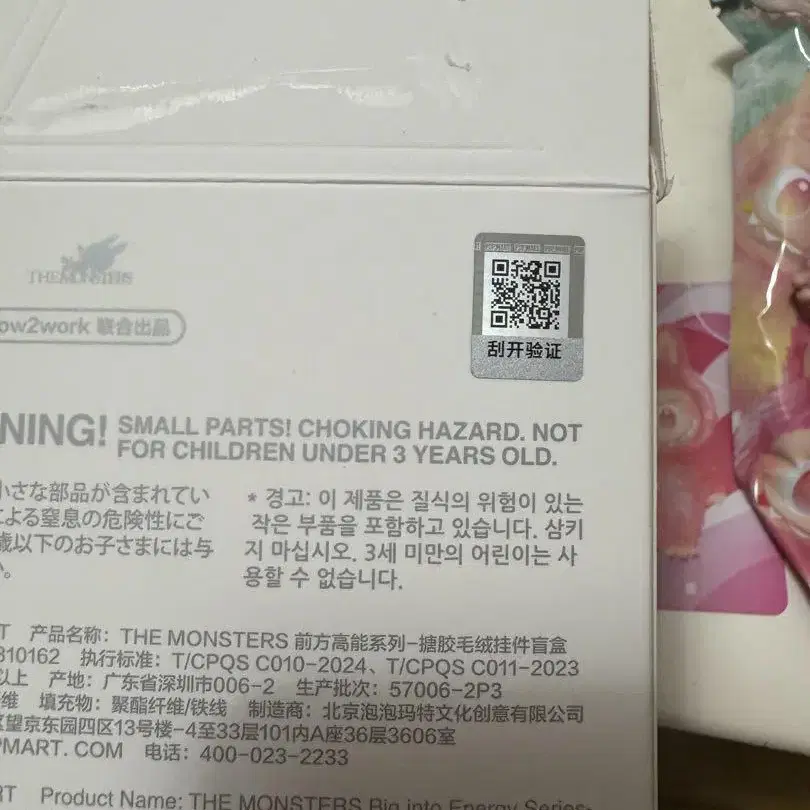 THE MONSTERS
ow2work 联合出品
刮开验证
NING! SMALL PARTS! CHOKING HAZARD. NOT
FOR CHILDREN UNDER 3 YEARS OLD.
小さな部品が含まれてい
による窒息の危険性にご
歳以下のお子さまには与
* 경고: 이 제품은 질식의 위험이 있는
작은 부품을 포함하고 있습니다. 삼키
지 마십시오. 3세 미만의 어린이는 사
용할 수 없습니다.
T 产品名称: THE MONSTERS 前方高能系列-搪胶毛绒挂件盲盒
310162 执行标准: T/CPQS C010-2024、T/CPQS C011-2023
以上 产地: 广东省深圳市006-2 生产批次: 57006-2P3
维 填充物: 聚酯纤维/铁线 制造商: 北京泡泡玛特文化创意有限公司
区望京东园四区13号楼-4至33层101内A座36层3606室
PMART. COM 电话: 400-023-2233
RT Product Name: THE MONSTERS Big into Energy Series-